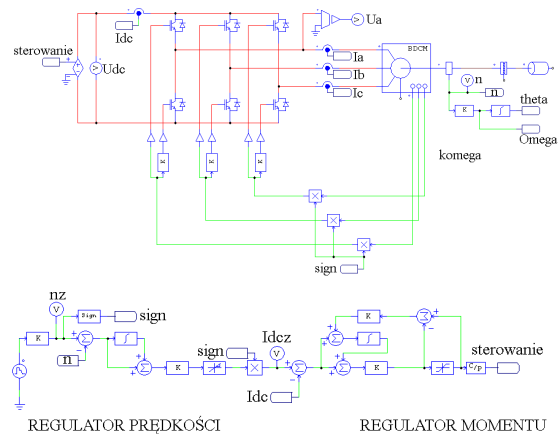 Idc
Ua
sterowanie
Udc
BDCM
Ia
Ib
Ic
V
n
n
K
theta
Omega
K
K
K
komega
sign
nz
V
Sign
sign
K
n
K
sign
Idcz
V
Idc
K
K
sterowanie
C/p
REGULATOR PRĘDKOŚCI
REGULATOR MOMENTU